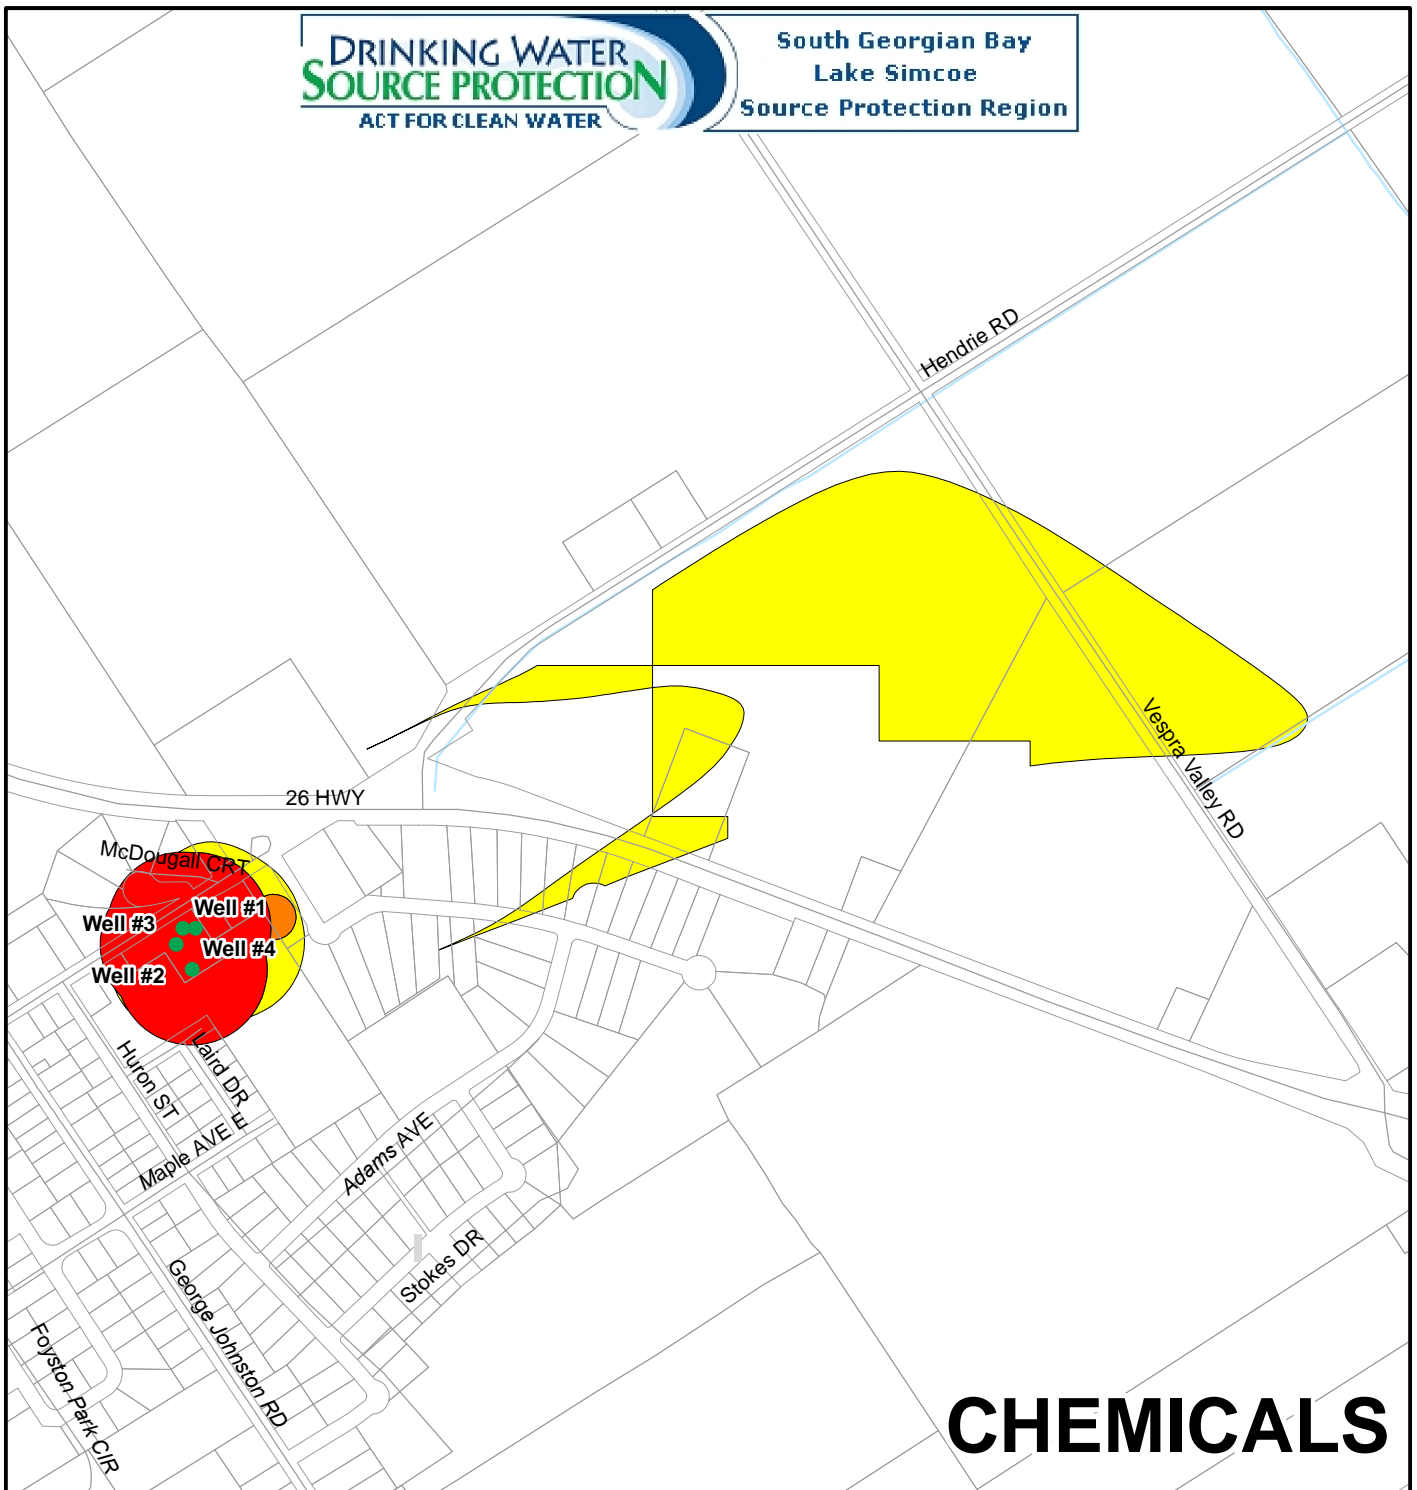 DRINKING WATER
SOURCE PROTECTION
ACT FOR CLEAN WATER
South Georgian Bay
Lake Simcoe
Source Protection Region
Hendrie RD
Vespra Valley RD
26 HWY
McDougall CRT
Well #1
Well #3
Well #4
Well #2
Huron ST
Laird DR
Maple AVE E
Adams AVE
Stokes DR
George Johnston RD
Foyston Park CIR
CHEMICALS